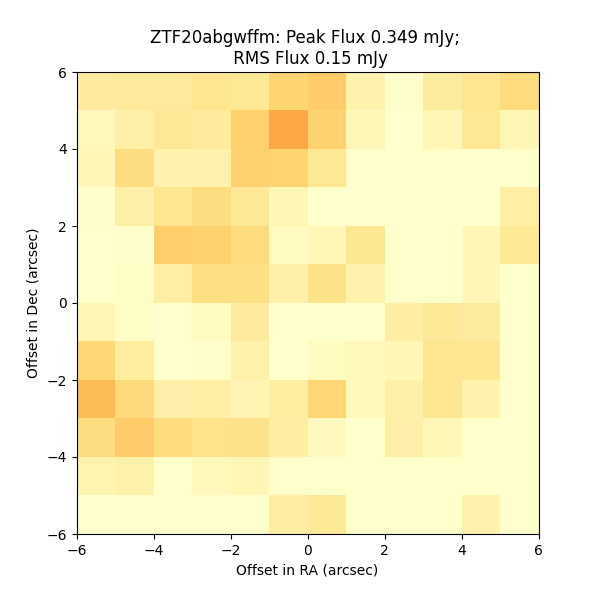 ZTF20abgwffm: Peak Flux 0.349 mJy;
RMS Flux 0.15 mJy
6
4
2
0
−2
−4
−6
Offset in Dec (arcsec)
−6 −4 −2 0 2 4 6
Offset in RA (arcsec)